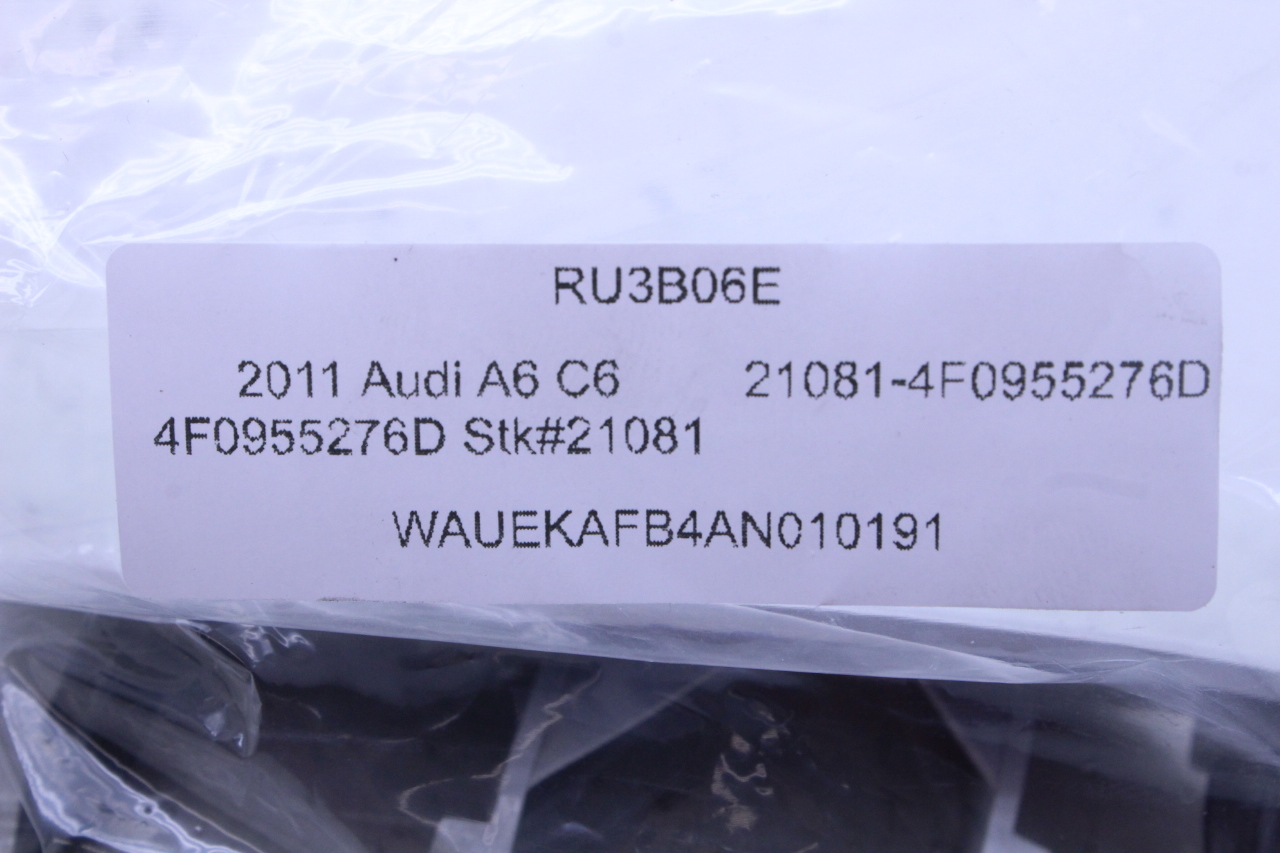 RU3B06E
2011 Audi A6 C6 21081-4F0955276D
4F0955276D Stk#21081
WAUEKAFB4AN010191